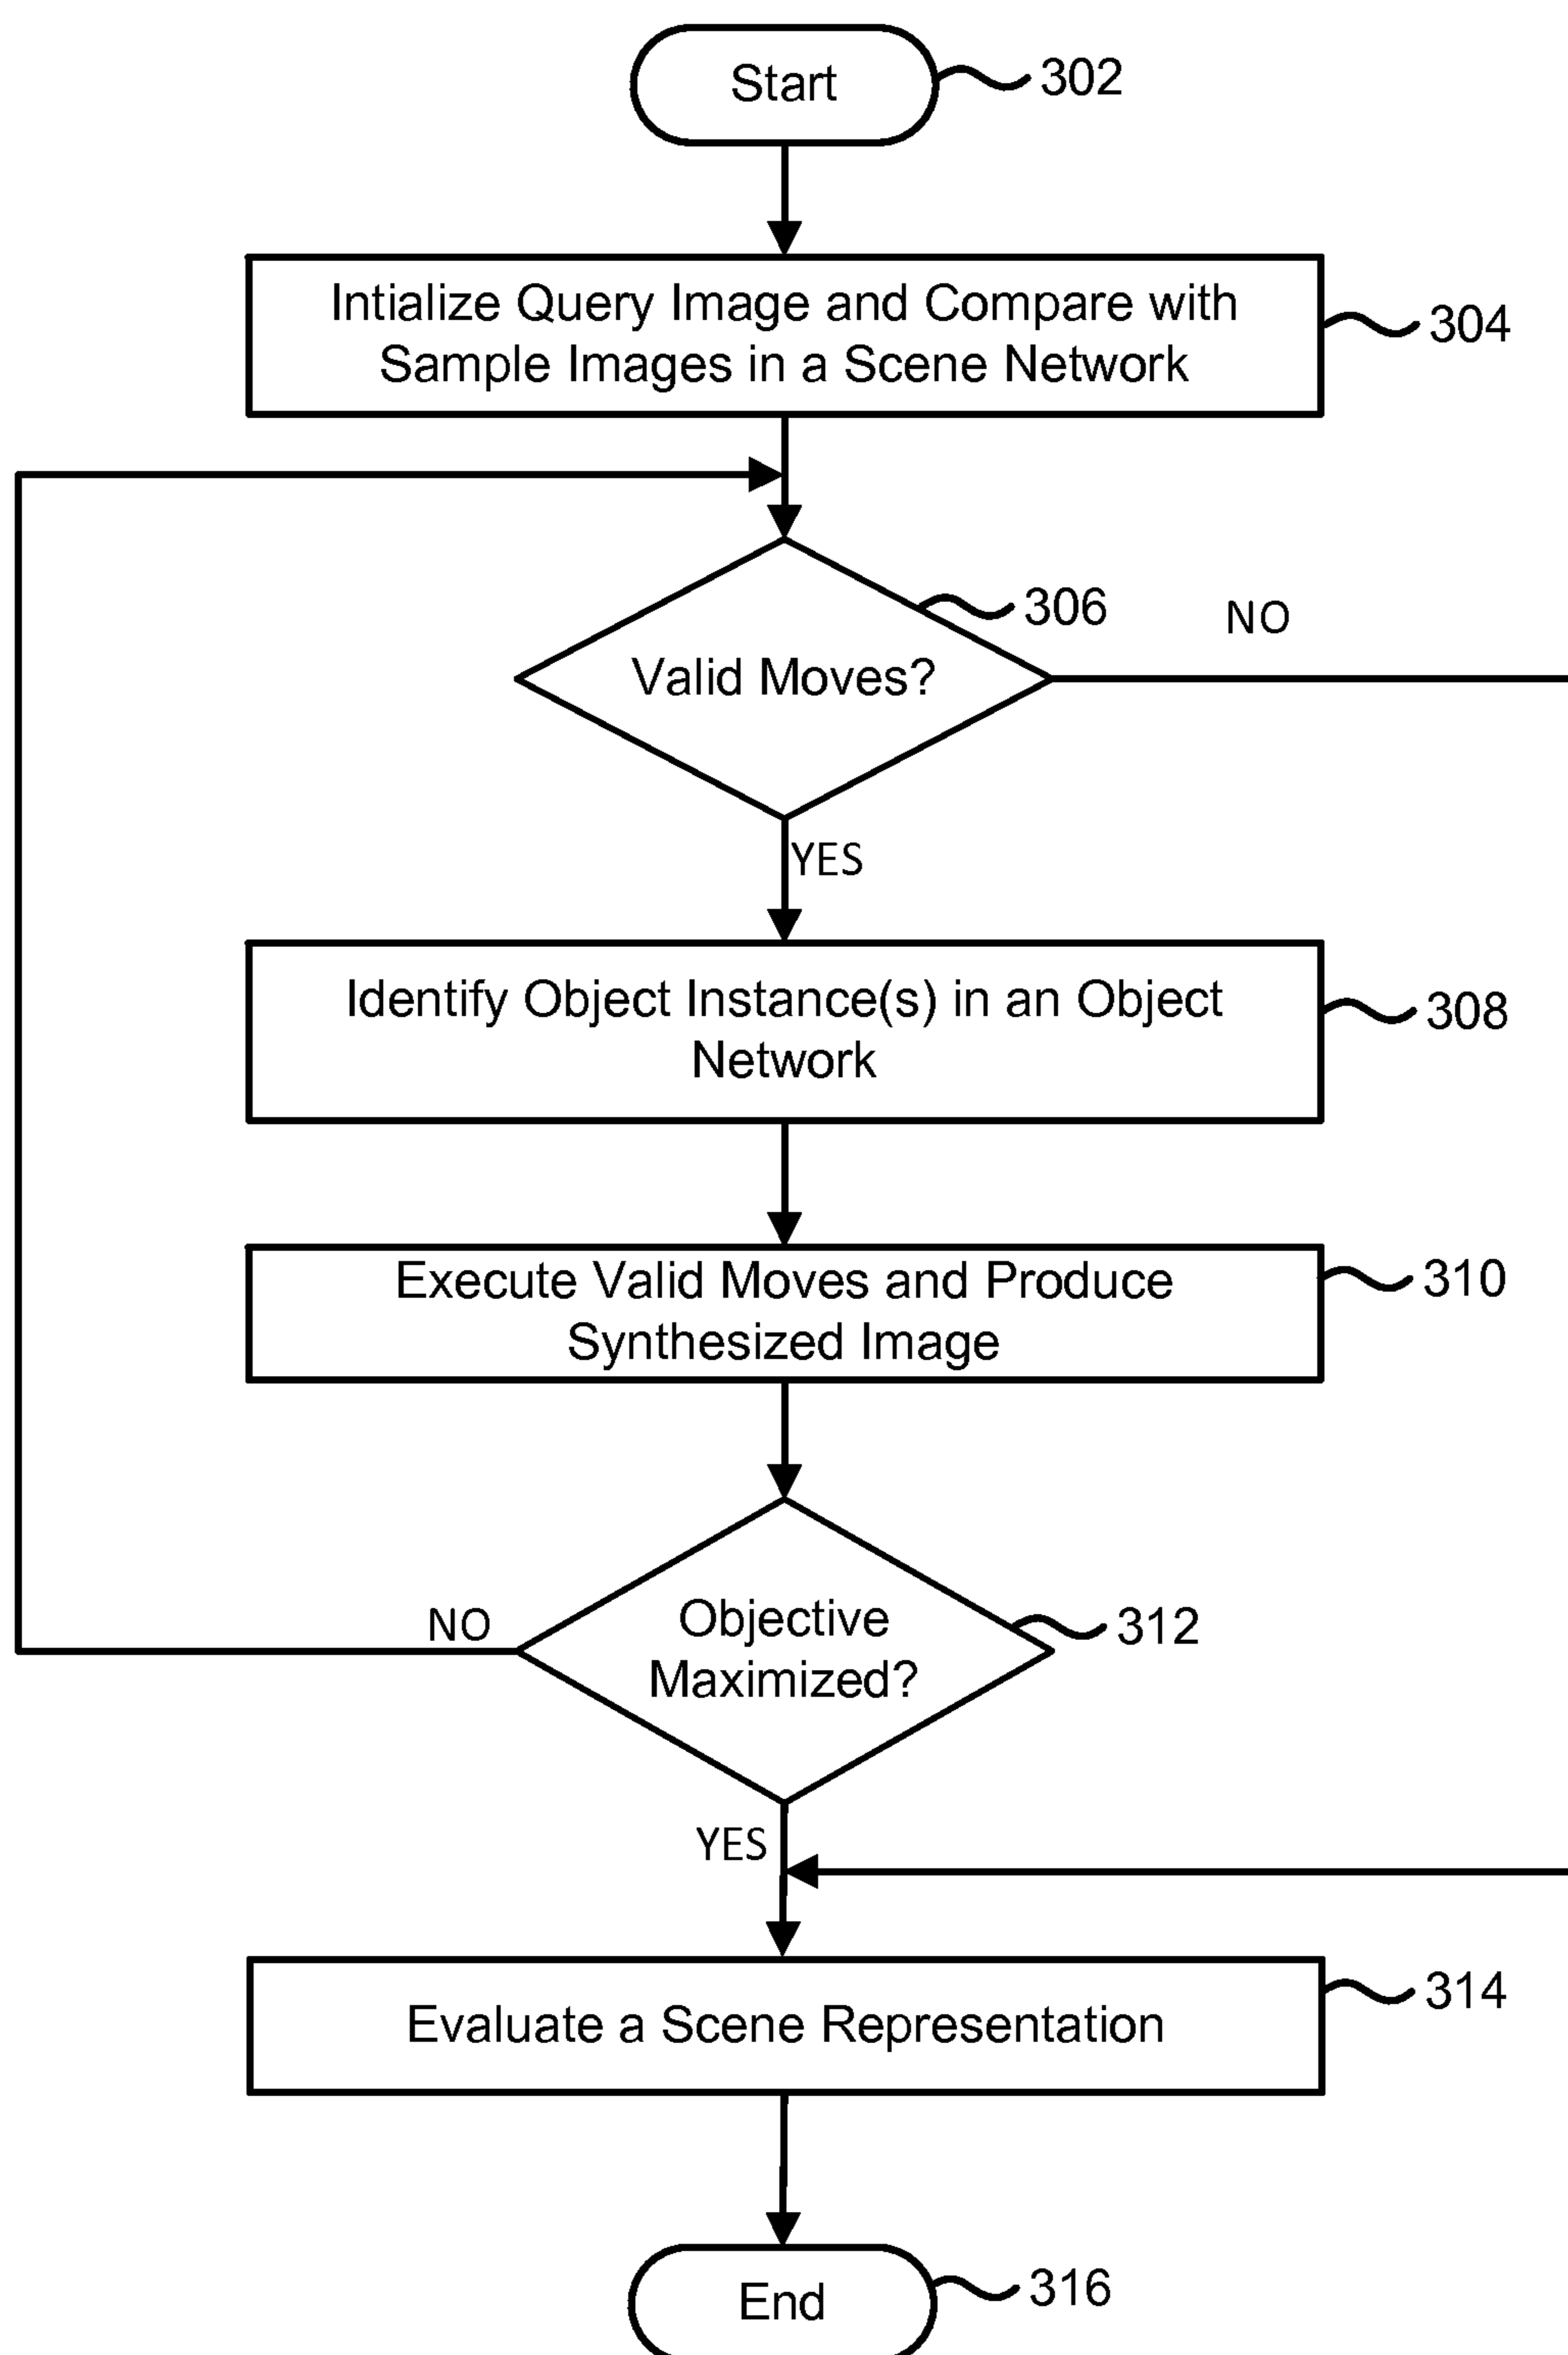 Start
302
Intialize Query Image and Compare with
Sample Images in a Scene Network
304
306
NO
Valid Moves?
YES
Identify Object Instance(s) in an Object
Network
308
Execute Valid Moves and Produce
Synthesized Image
310
NO
Objective
Maximized?
312
YES
Evaluate a Scene Representation
314
End
316